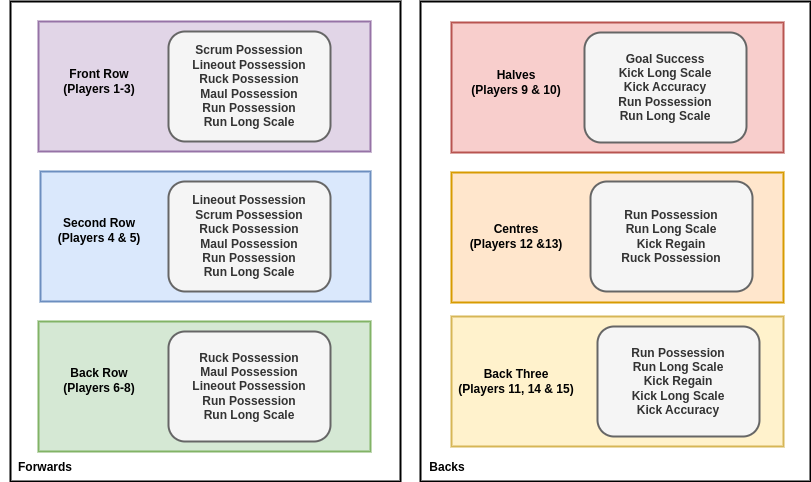 Front Row
(Players 1-3)
Scrum Possession
Lineout Possession
Ruck Possession
Maul Possession
Run Possession
Run Long Scale
Second Row
(Players 4 & 5)
Lineout Possession
Scrum Possession
Ruck Possession
Maul Possession
Run Possession
Run Long Scale
Back Row
(Players 6-8)
Ruck Possession
Maul Possession
Lineout Possession
Run Possession
Run Long Scale
Forwards
Halves
(Players 9 & 10)
Goal Success
Kick Long Scale
Kick Accuracy
Run Possession
Run Long Scale
Centres
(Players 12 &13)
Run Possession
Run Long Scale
Kick Regain
Ruck Possession
Back Three
(Players 11, 14 & 15)
Run Possession
Run Long Scale
Kick Regain
Kick Long Scale
Kick Accuracy
Backs